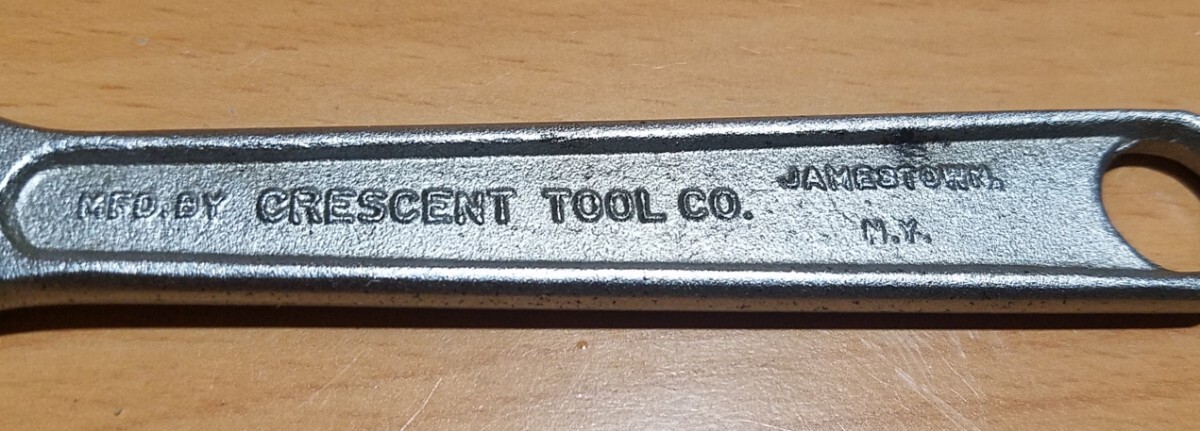 MFD. BY CRESCENT TOOL CO. JAMESTOWN,
N.Y.